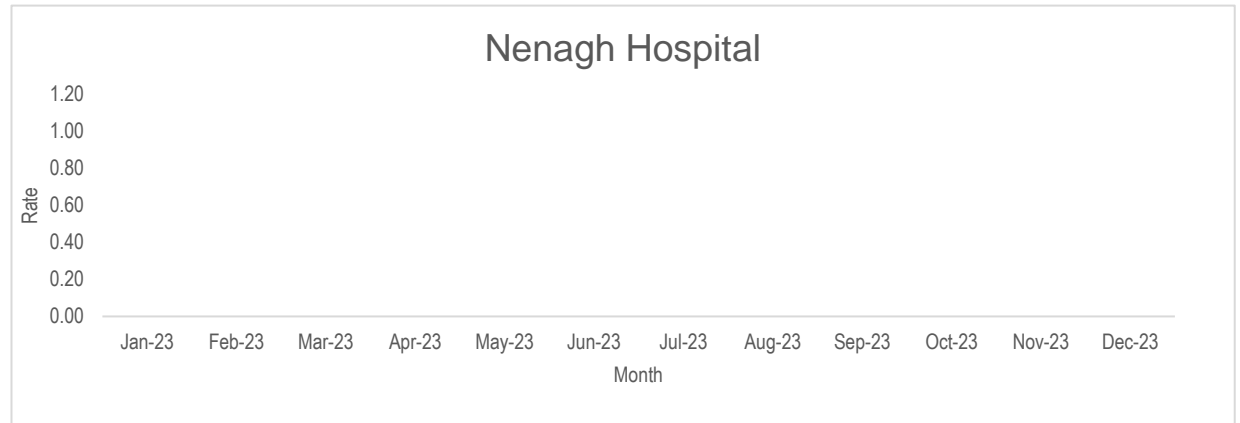 Nenagh Hospital
1.20
1.00
0.80
0.60
0.40
0.20
0.00
Rate
Jan-23 Feb-23 Mar-23 Apr-23 May-23 Jun-23 Jul-23 Aug-23 Sep-23 Oct-23 Nov-23 Dec-23
Month